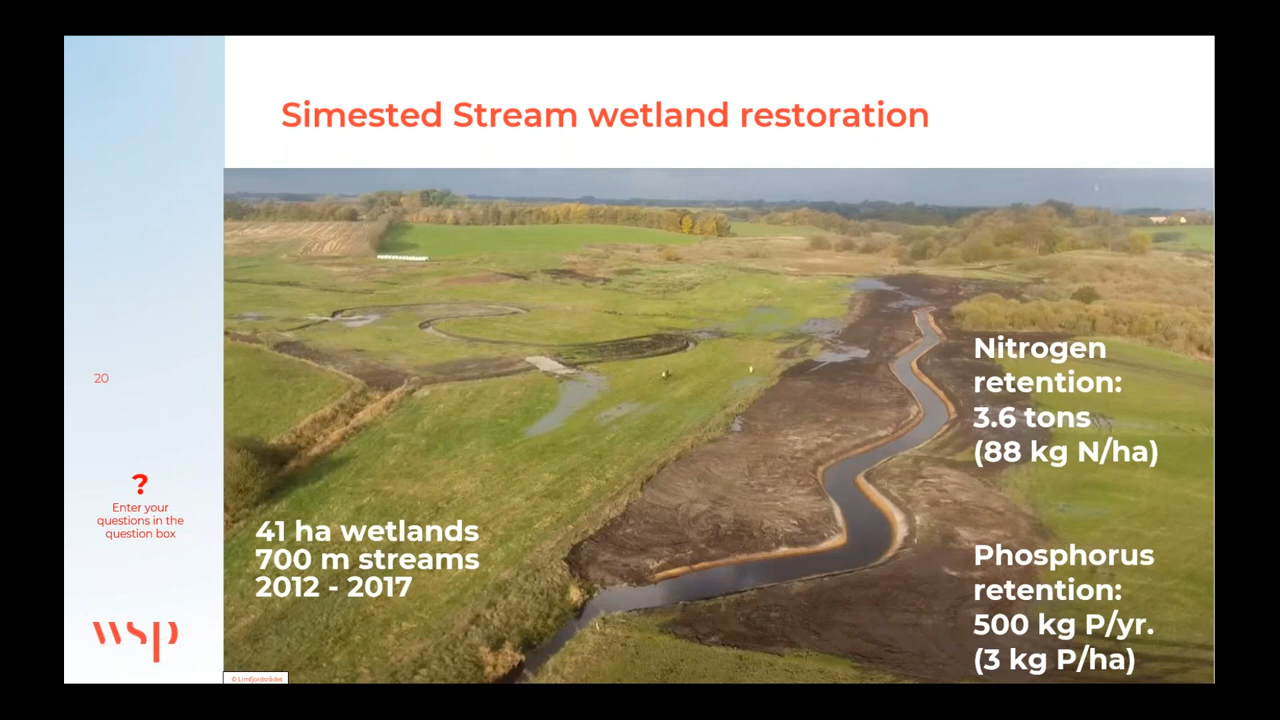 Simested Stream wetland restoration
20
?
Enter your
questions in the
question box
wsp
41 ha wetlands
700 m streams
2012 - 2017
Nitrogen
retention:
3.6 tons
(88 kg N/ha)
Phosphorus
retention:
500 kg P/yr.
(3 kg P/ha)
© Limfjordsrådet